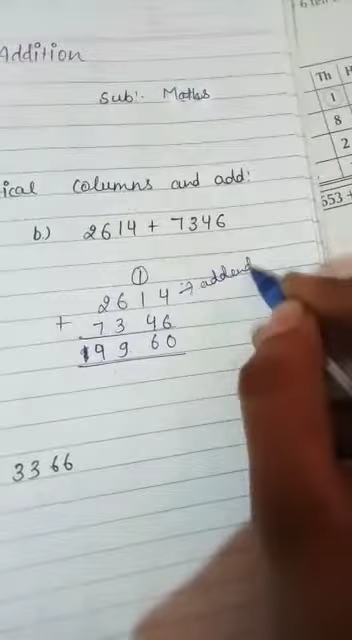 Addition
Sub:- Maths
ical columns and add:
b.) 2614 + 7346
1
2614 → addend
+ 7346
9960
3366
Th H
1
8
2
553 +